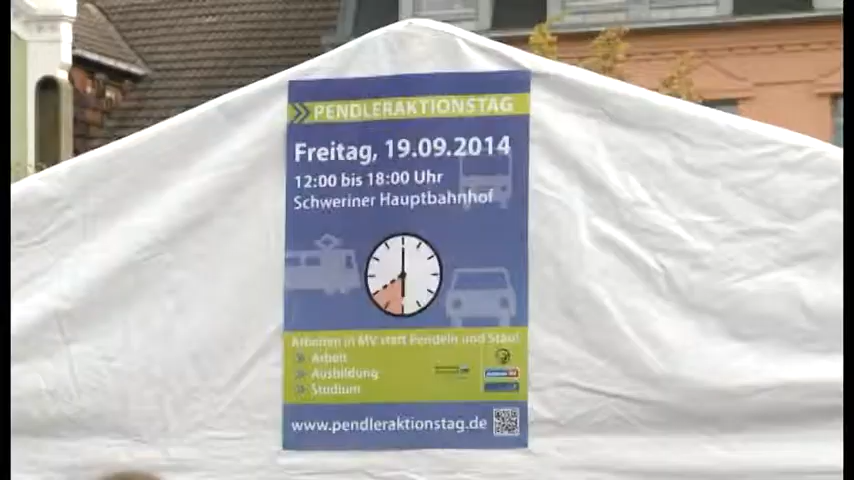 PENDLERAKTIONSTAG
Freitag, 19.09.2014
12:00 bis 18:00 Uhr
Schweriner Hauptbahnhof
Arbeiten in MV statt Pendeln und Stau!
Arbeit
Ausbildung
Studium
www.pendleraktionstag.de